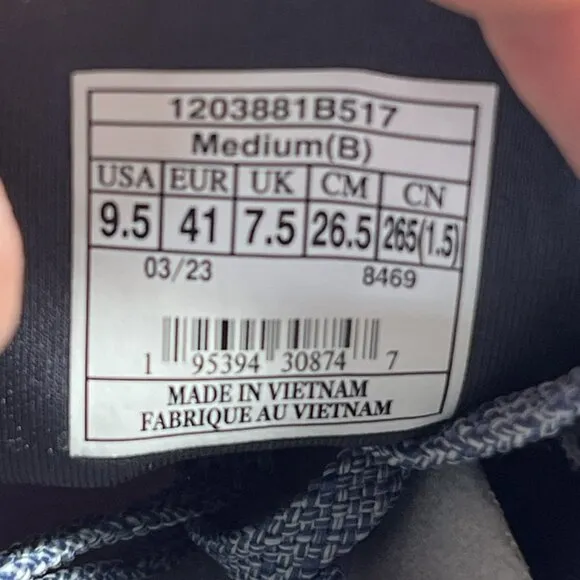 1203881B517
Medium(B)
USA EUR UK CM CN
9.5 41 7.5 26.5 265(1.5)
03/23 8469
1 95394 30874 7
MADE IN VIETNAM
FABRIQUE AU VIETNAM